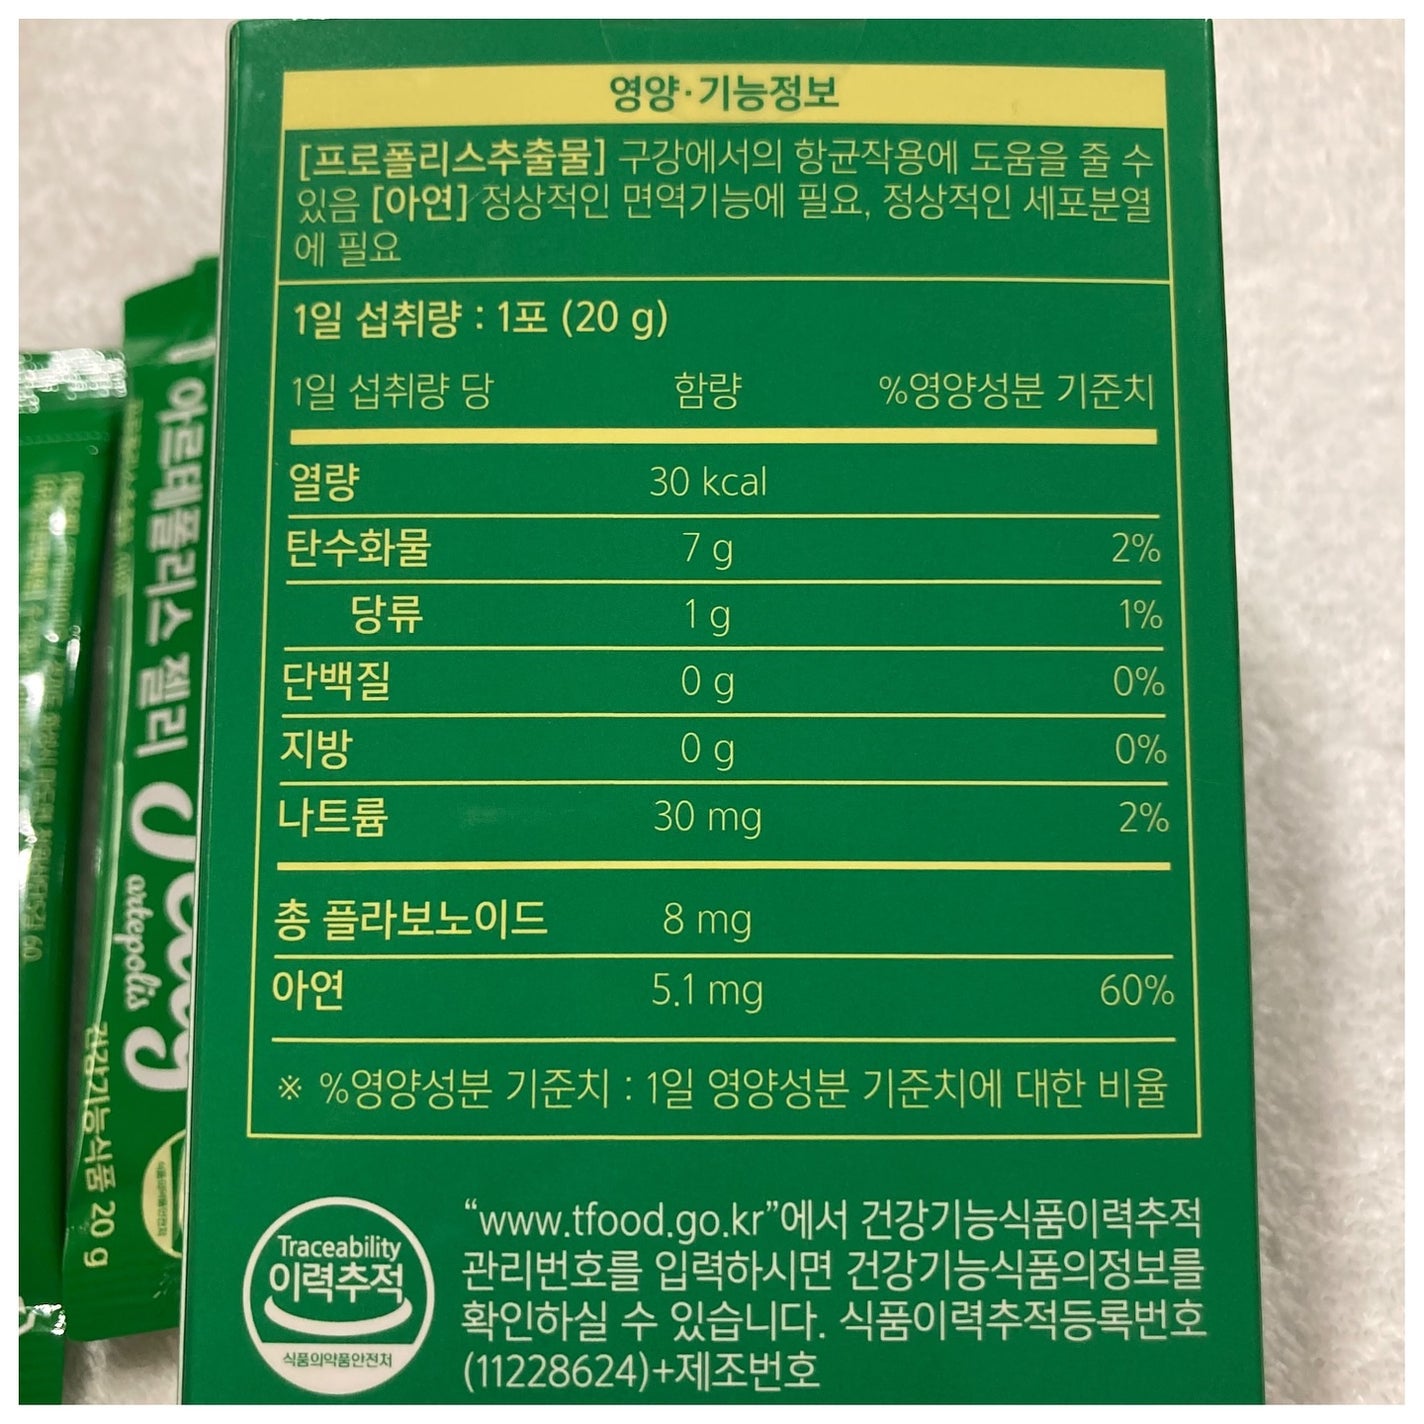 영양·기능정보
[프로폴리스추출물] 구강에서의 항균작용에 도움을 줄 수
있음 [아연] 정상적인 면역기능에 필요, 정상적인 세포분열
에 필요
1일 섭취량 : 1포 (20 g)
1일 섭취량 당 함량 %영양성분 기준치
열량 30 kcal
탄수화물 7 g 2%
당류 1 g 1%
단백질 0 g 0%
지방 0 g 0%
나트륨 30 mg 2%
총 플라보노이드 8 mg
아연 5.1 mg 60%
※ %영양성분 기준치 : 1일 영양성분 기준치에 대한 비율
Traceability
이력추적
식품의약품안전처
“www.tfood.go.kr”에서 건강기능식품이력추적
관리번호를 입력하시면 건강기능식품의정보를
확인하실 수 있습니다. 식품이력추적등록번호
(11228624)+제조번호
아르테폴리스 젤리
artepolis
건강기능식품 20 g